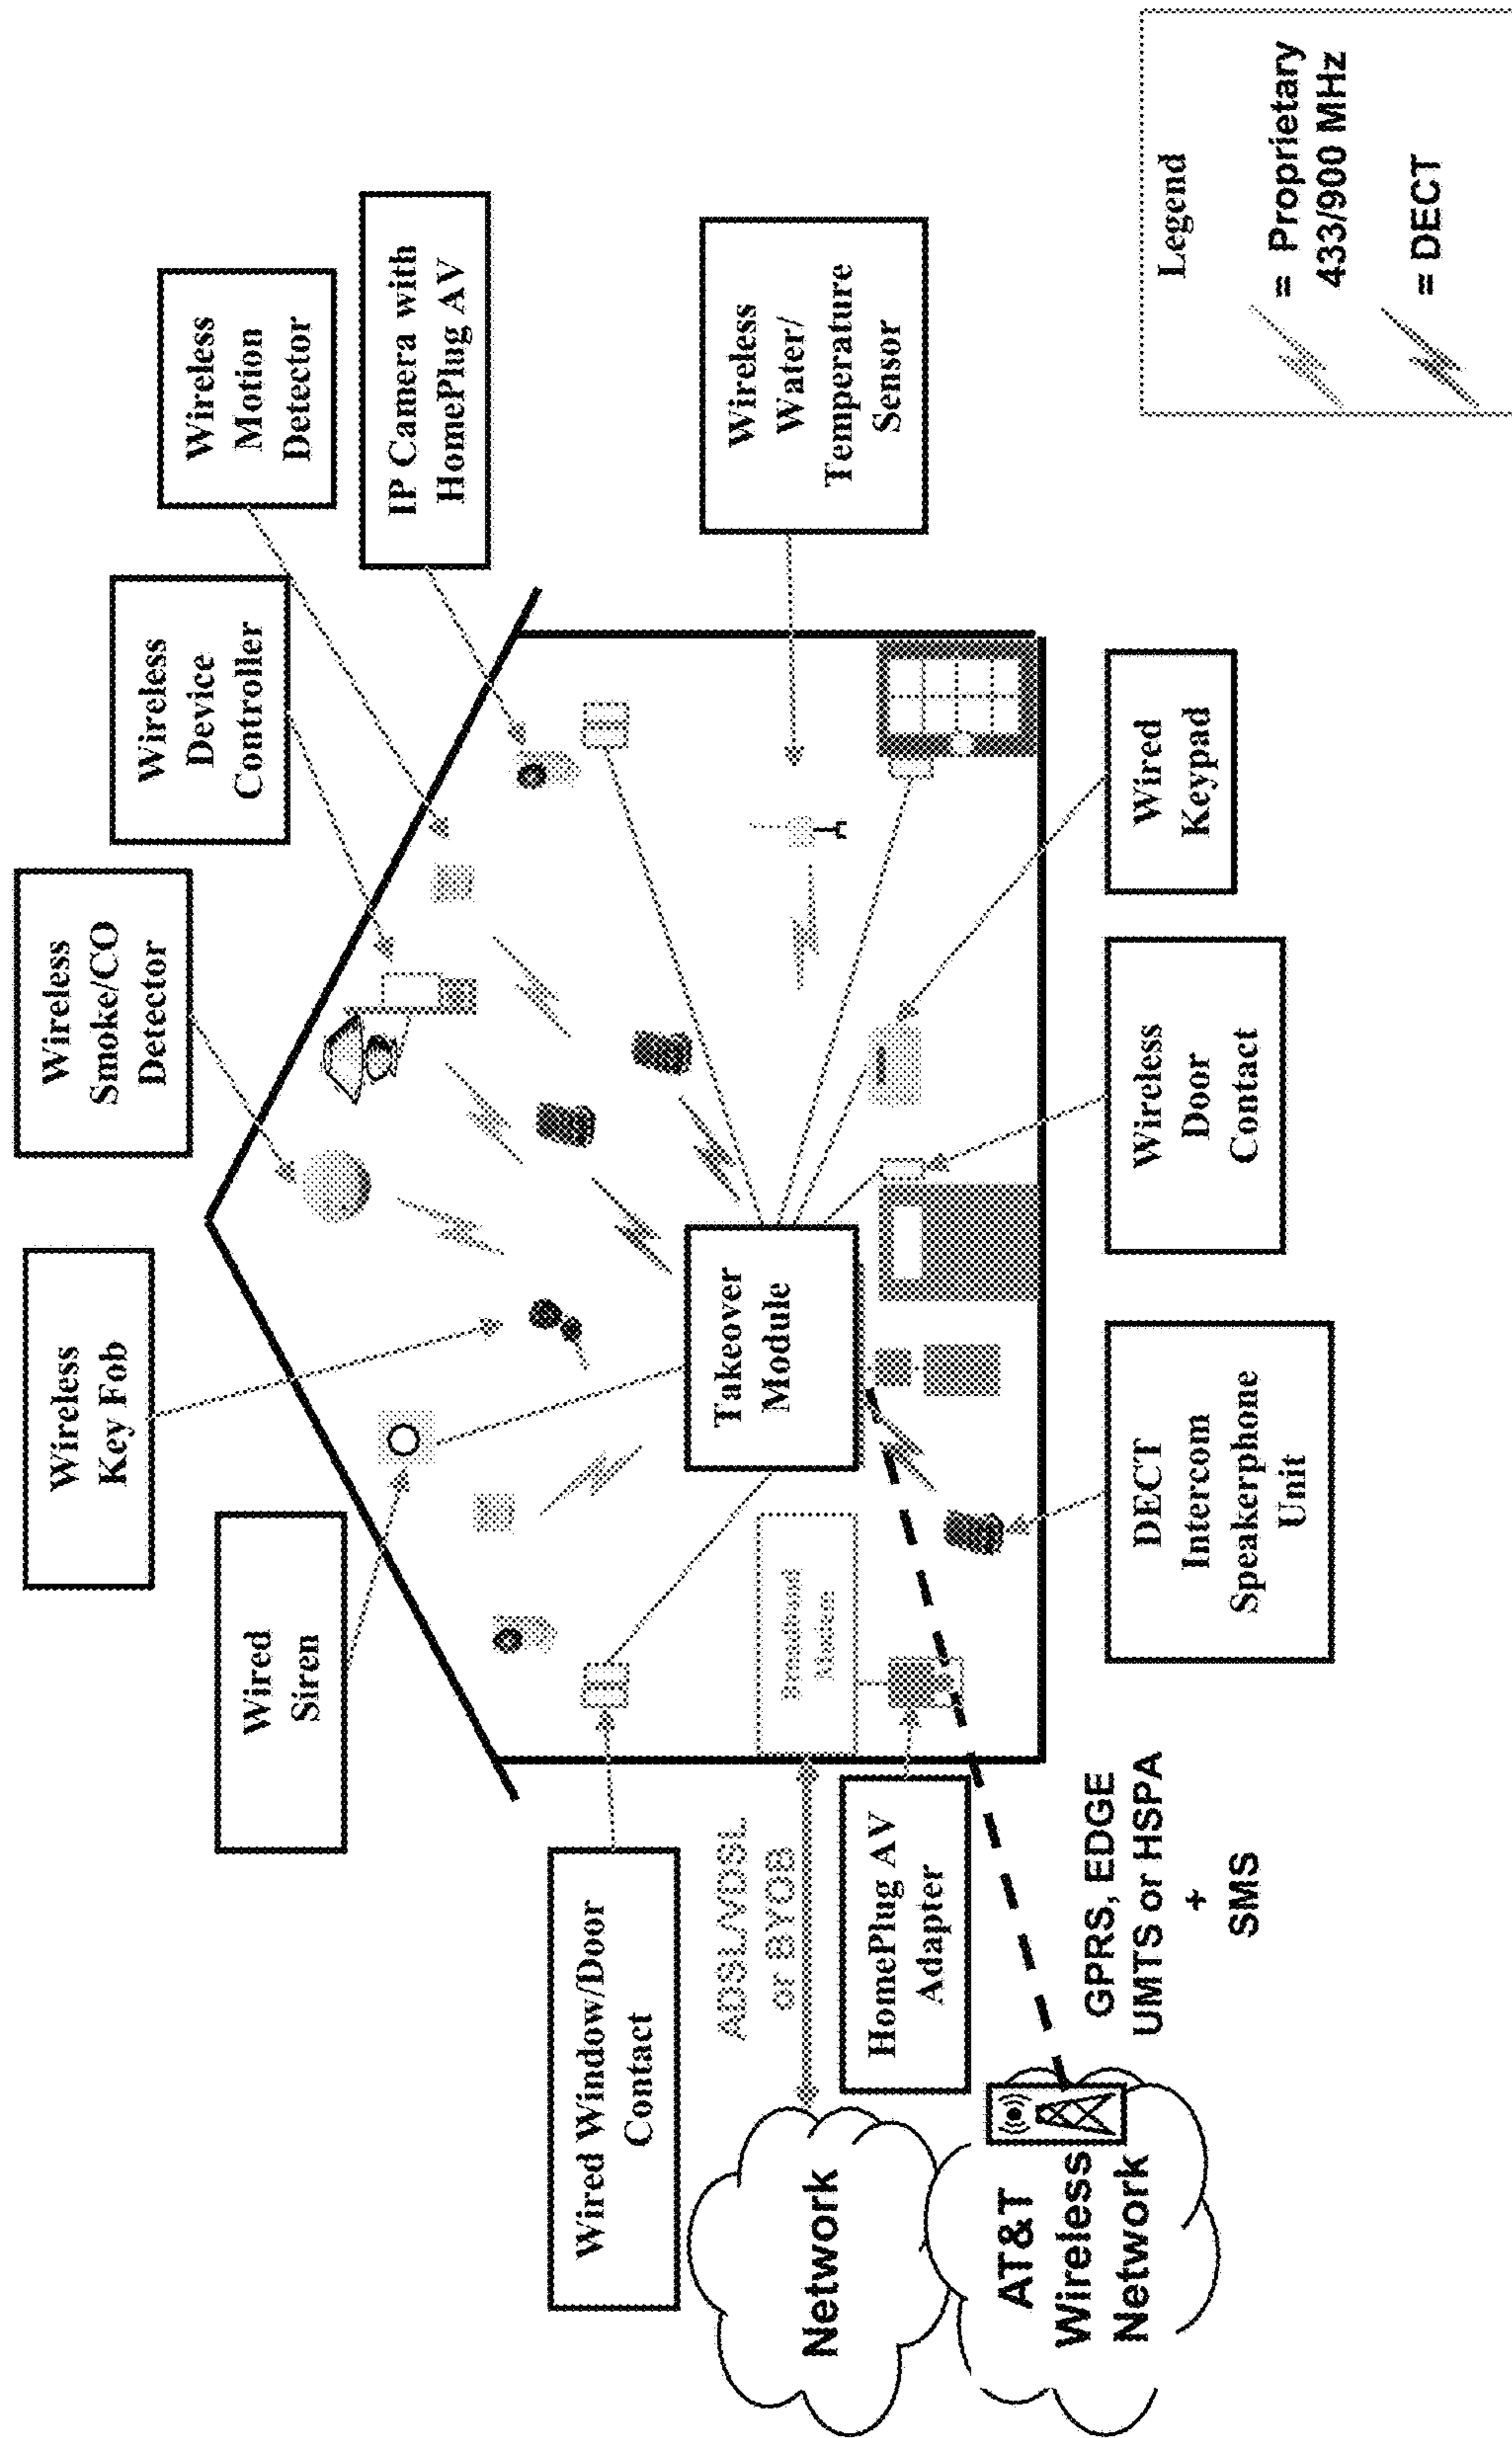 Wireless
Smoke/CO
Detector
Wireless
Key Fob
Wireless
Device
Controller
Wireless
Motion
Detector
Wired
Siren
IP Camera with
HomePlug AV
Wired Window/Door
Contact
ADSL/VDSL
or BYOB
Network
Broadband
Modem
Takeover
Module
Wireless
Water/
Temperature
Sensor
HomePlug AV
Adapter
AT&T
Wireless
Network
GPRS, EDGE
UMTS or HSPA
+
SMS
DECT
Intercom
Speakerphone
Unit
Wireless
Door
Contact
Wired
Keypad
Legend
= Proprietary
433/900 MHz
= DECT